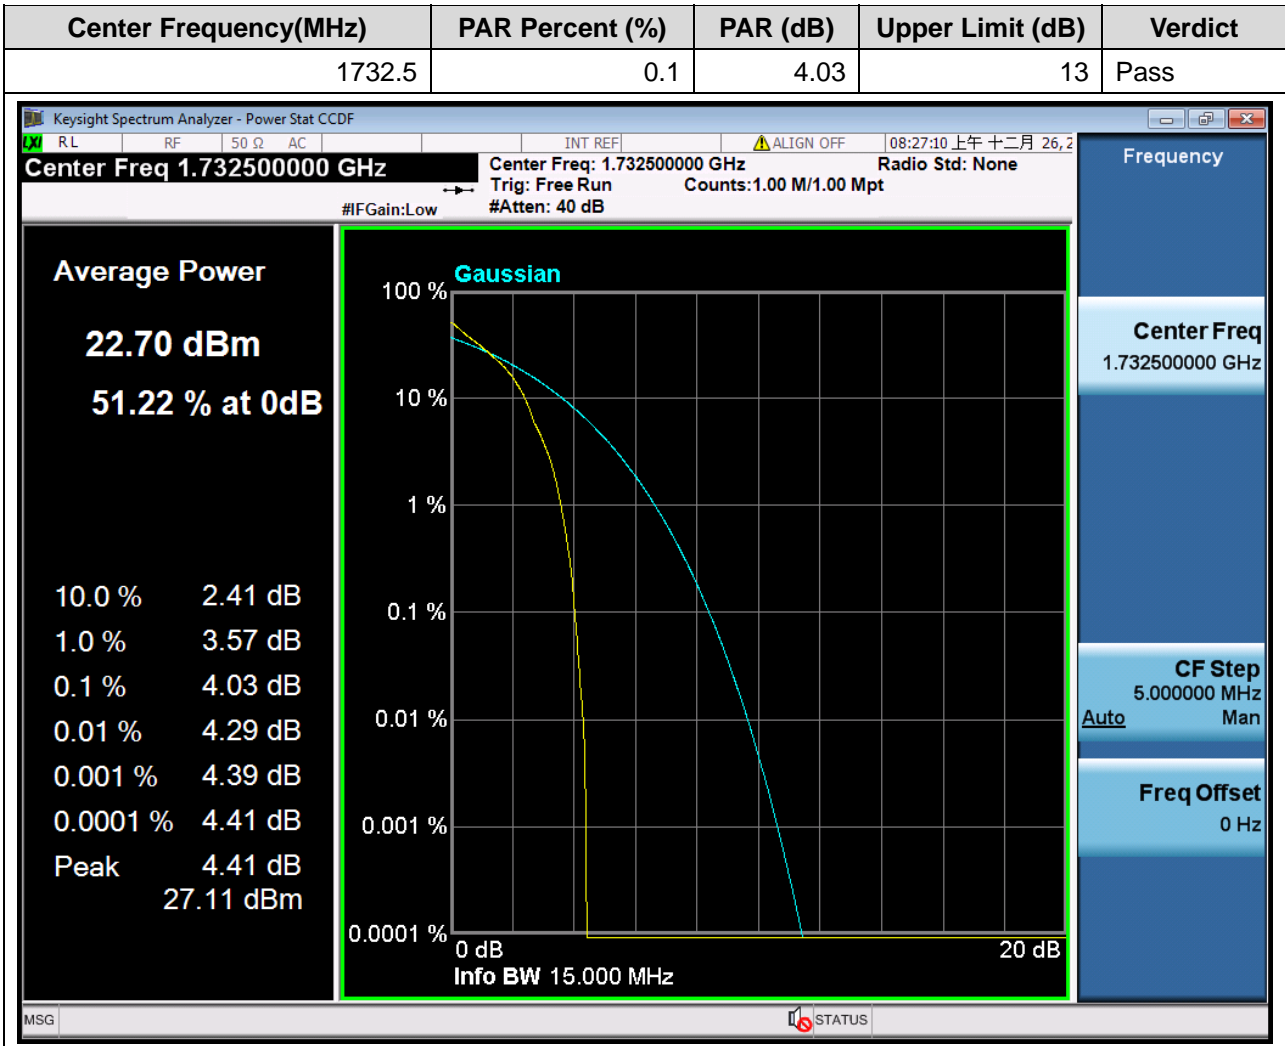 Center Frequency(MHz) PAR Percent (%) PAR (dB) Upper Limit (dB) Verdict
1732.5 0.1 4.03 13 Pass
Keysight Spectrum Analyzer - Power Stat CCDF
LXI RL RF 50 Ω AC INT REF ALIGN OFF 08:27:10 上午 十二月 26, 2
Center Freq 1.732500000 GHz
Center Freq: 1.732500000 GHz Radio Std: None
Trig: Free Run Counts:1.00 M/1.00 Mpt
#IFGain:Low #Atten: 40 dB
Frequency
Average Power
22.70 dBm
51.22 % at 0dB
10.0 % 2.41 dB
1.0 % 3.57 dB
0.1 % 4.03 dB
0.01 % 4.29 dB
0.001 % 4.39 dB
0.0001 % 4.41 dB
Peak 4.41 dB
27.11 dBm
Gaussian
100 %
10 %
1 %
0.1 %
0.01 %
0.001 %
0.0001 %
0 dB 20 dB
Info BW 15.000 MHz
Center Freq
1.732500000 GHz
CF Step
5.000000 MHz
Auto Man
Freq Offset
0 Hz
MSG STATUS